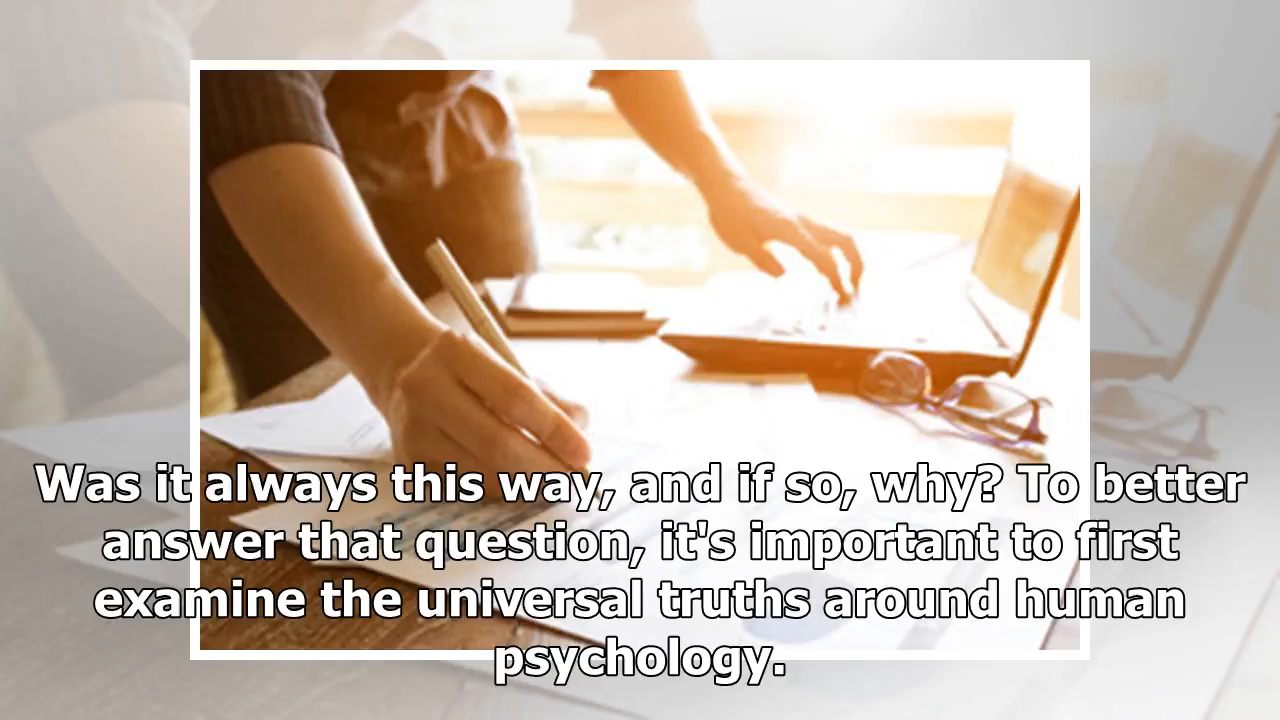 Was it always this way, and if so, why? To better
answer that question, it's important to first
examine the universal truths around human
psychology.